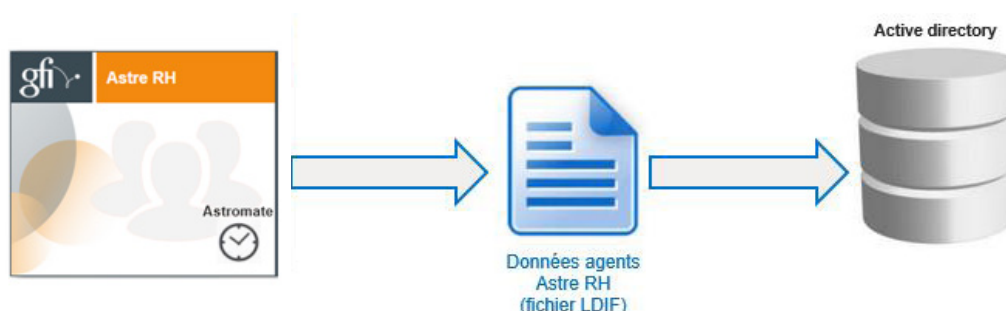 gfi
Astre RH
Astromate
Données agents
Astre RH
(fichier LDIF)
Active directory